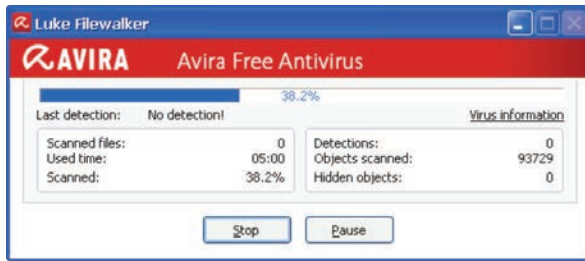 Luke Filewalker
AVIRA Avira Free Antivirus
38.2%
Last detection: No detection! Virus information
Scanned files: 0 Detections: 0
Used time: 05:00 Objects scanned: 93729
Scanned: 38.2% Hidden objects: 0
Stop Pause